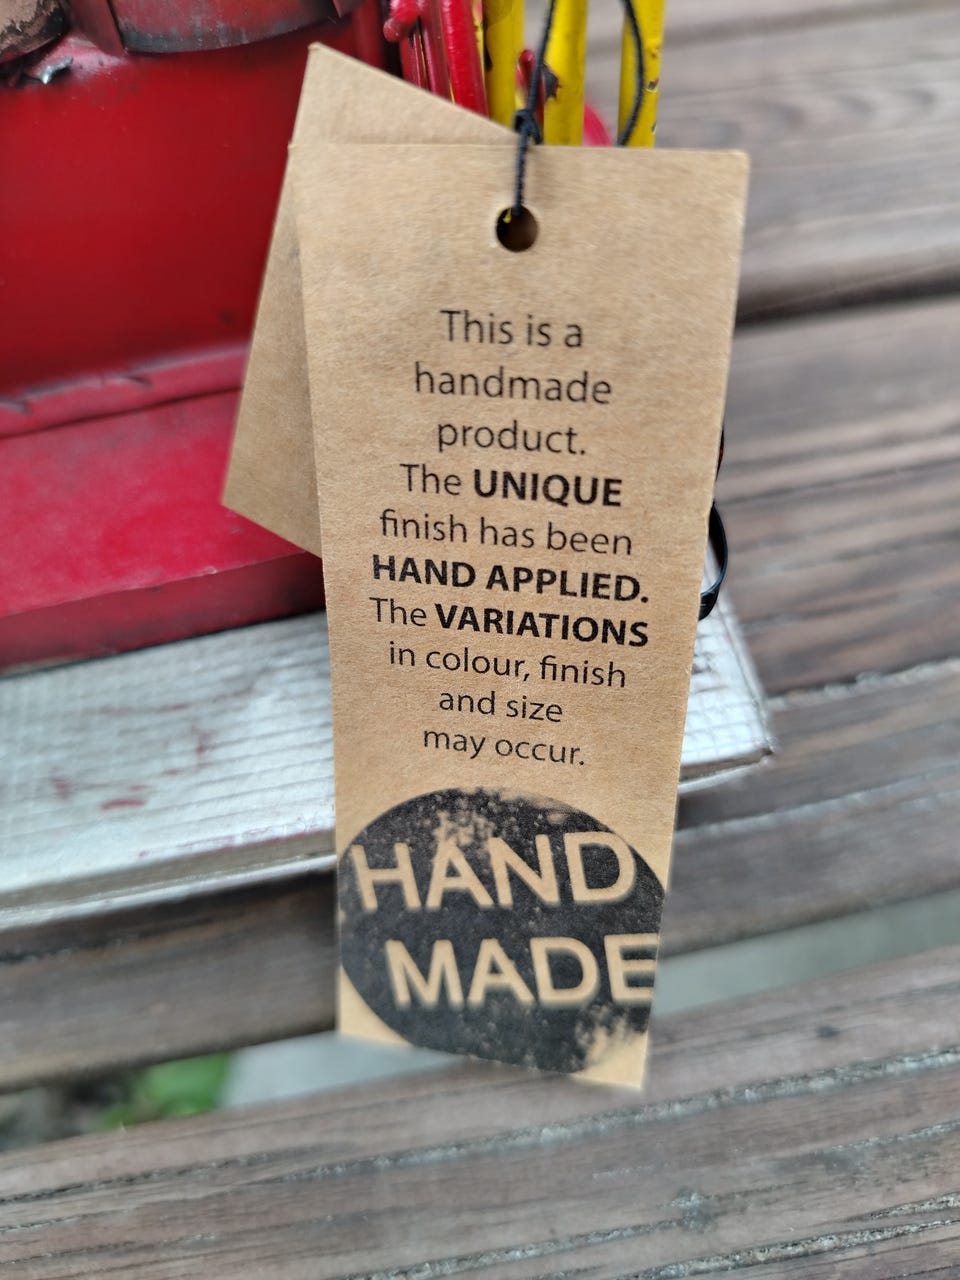 This is a
handmade
product.
The UNIQUE
finish has been
HAND APPLIED.
The VARIATIONS
in colour, finish
and size
may occur.
HAND
MADE